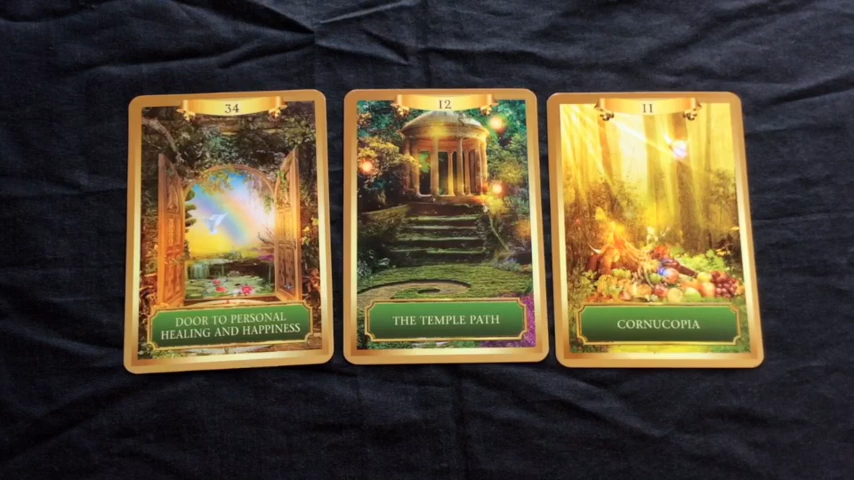 34
DOOR TO PERSONAL
HEALING AND HAPPINESS
12
THE TEMPLE PATH
11
CORNUCOPIA